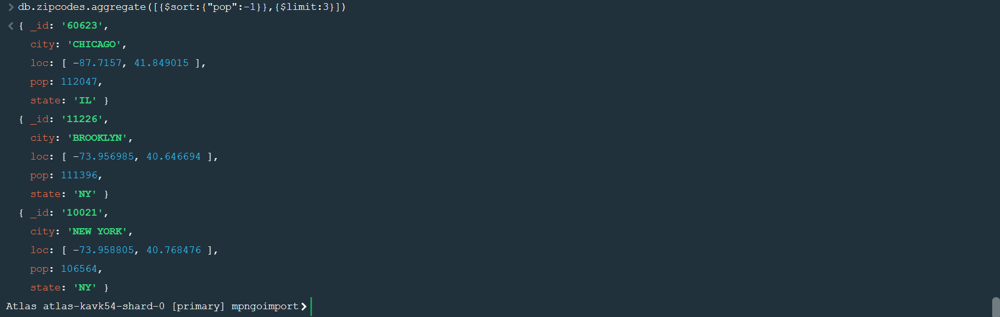 > db.zipcodes.aggregate([{$sort:{"pop":-1}},{$limit:3}])
< { _id: '60623',
city: 'CHICAGO',
loc: [ -87.7157, 41.849015 ],
pop: 112047,
state: 'IL' }
{ _id: '11226',
city: 'BROOKLYN',
loc: [ -73.956985, 40.646694 ],
pop: 111396,
state: 'NY' }
{ _id: '10021',
city: 'NEW YORK',
loc: [ -73.958805, 40.768476 ],
pop: 106564,
state: 'NY' }
Atlas atlas-kavk54-shard-0 [primary] mpngoimport>